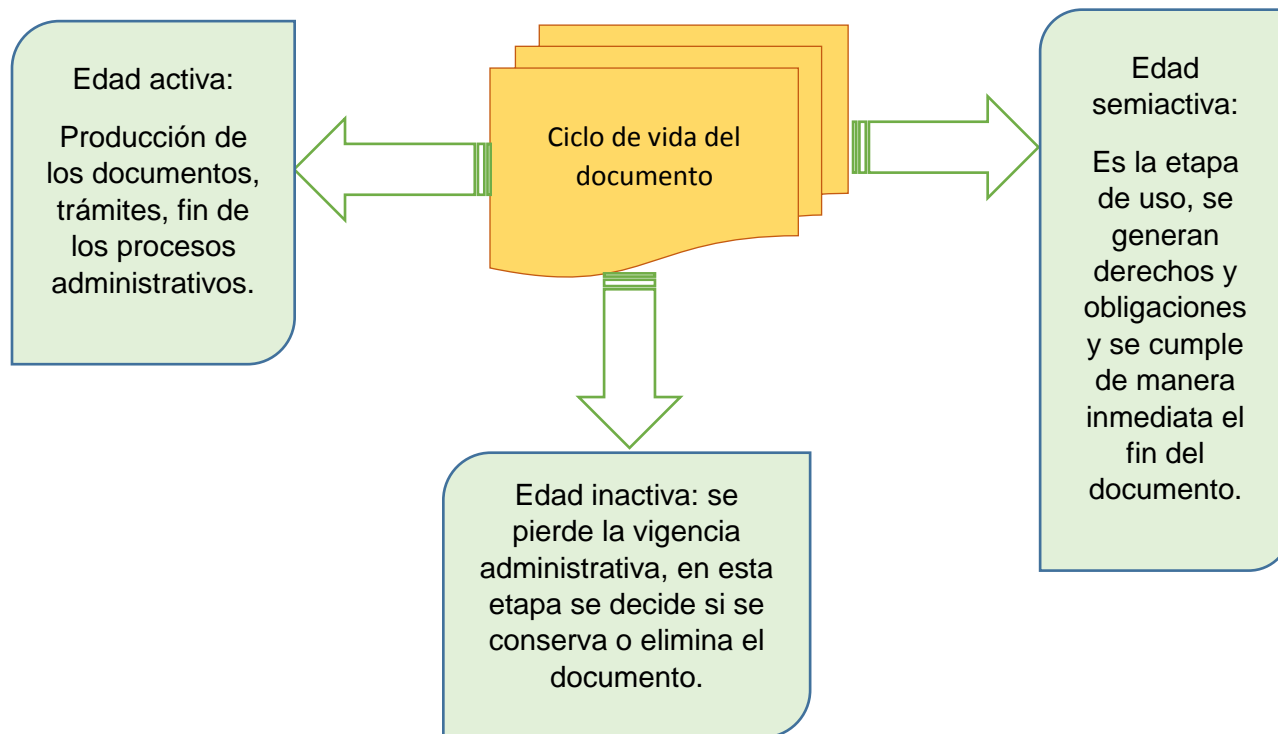 Edad activa:
Producción de
los documentos,
trámites, fin de
los procesos
administrativos.
Ciclo de vida del
documento
Edad
semiactiva:
Es la etapa
de uso, se
generan
derechos y
obligaciones
y se cumple
de manera
inmediata el
fin del
documento.
Edad inactiva: se
pierde la vigencia
administrativa, en esta
etapa se decide si se
conserva o elimina el
documento.